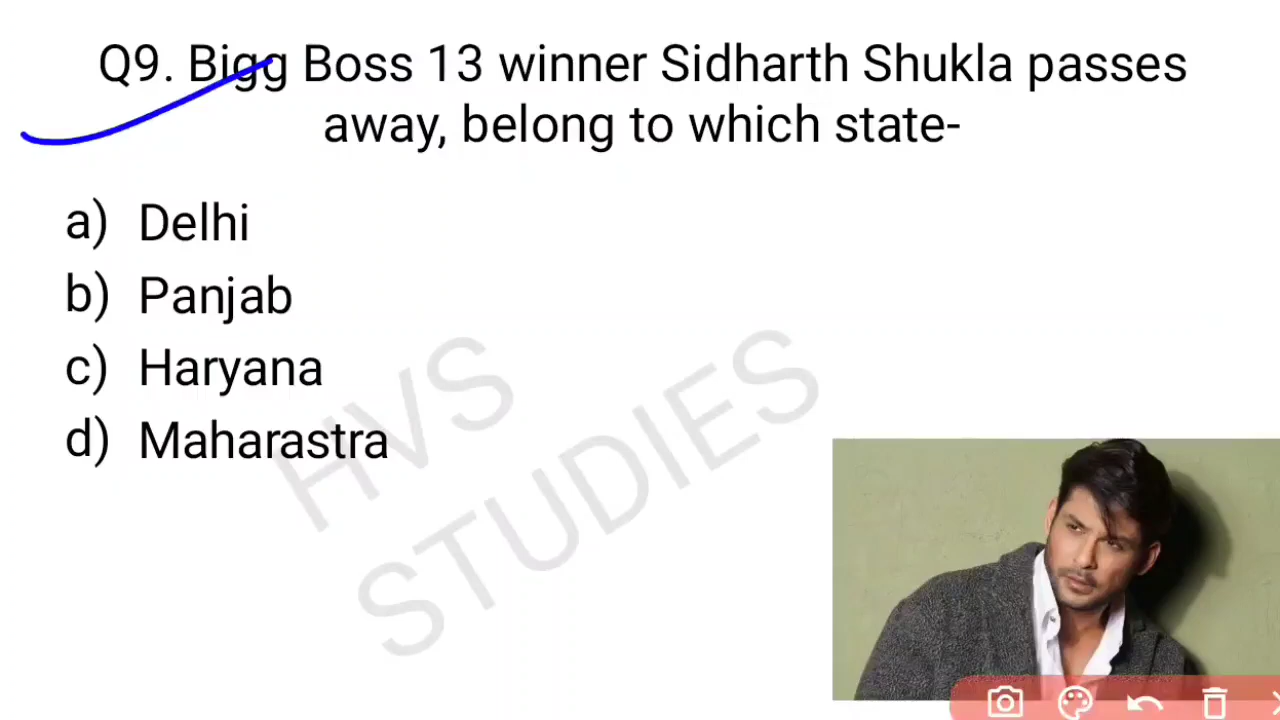 Q9. Bigg Boss 13 winner Sidharth Shukla passes
away, belong to which state-
a) Delhi
b) Panjab
c) Haryana
d) Maharastra
HVS
STUDIES